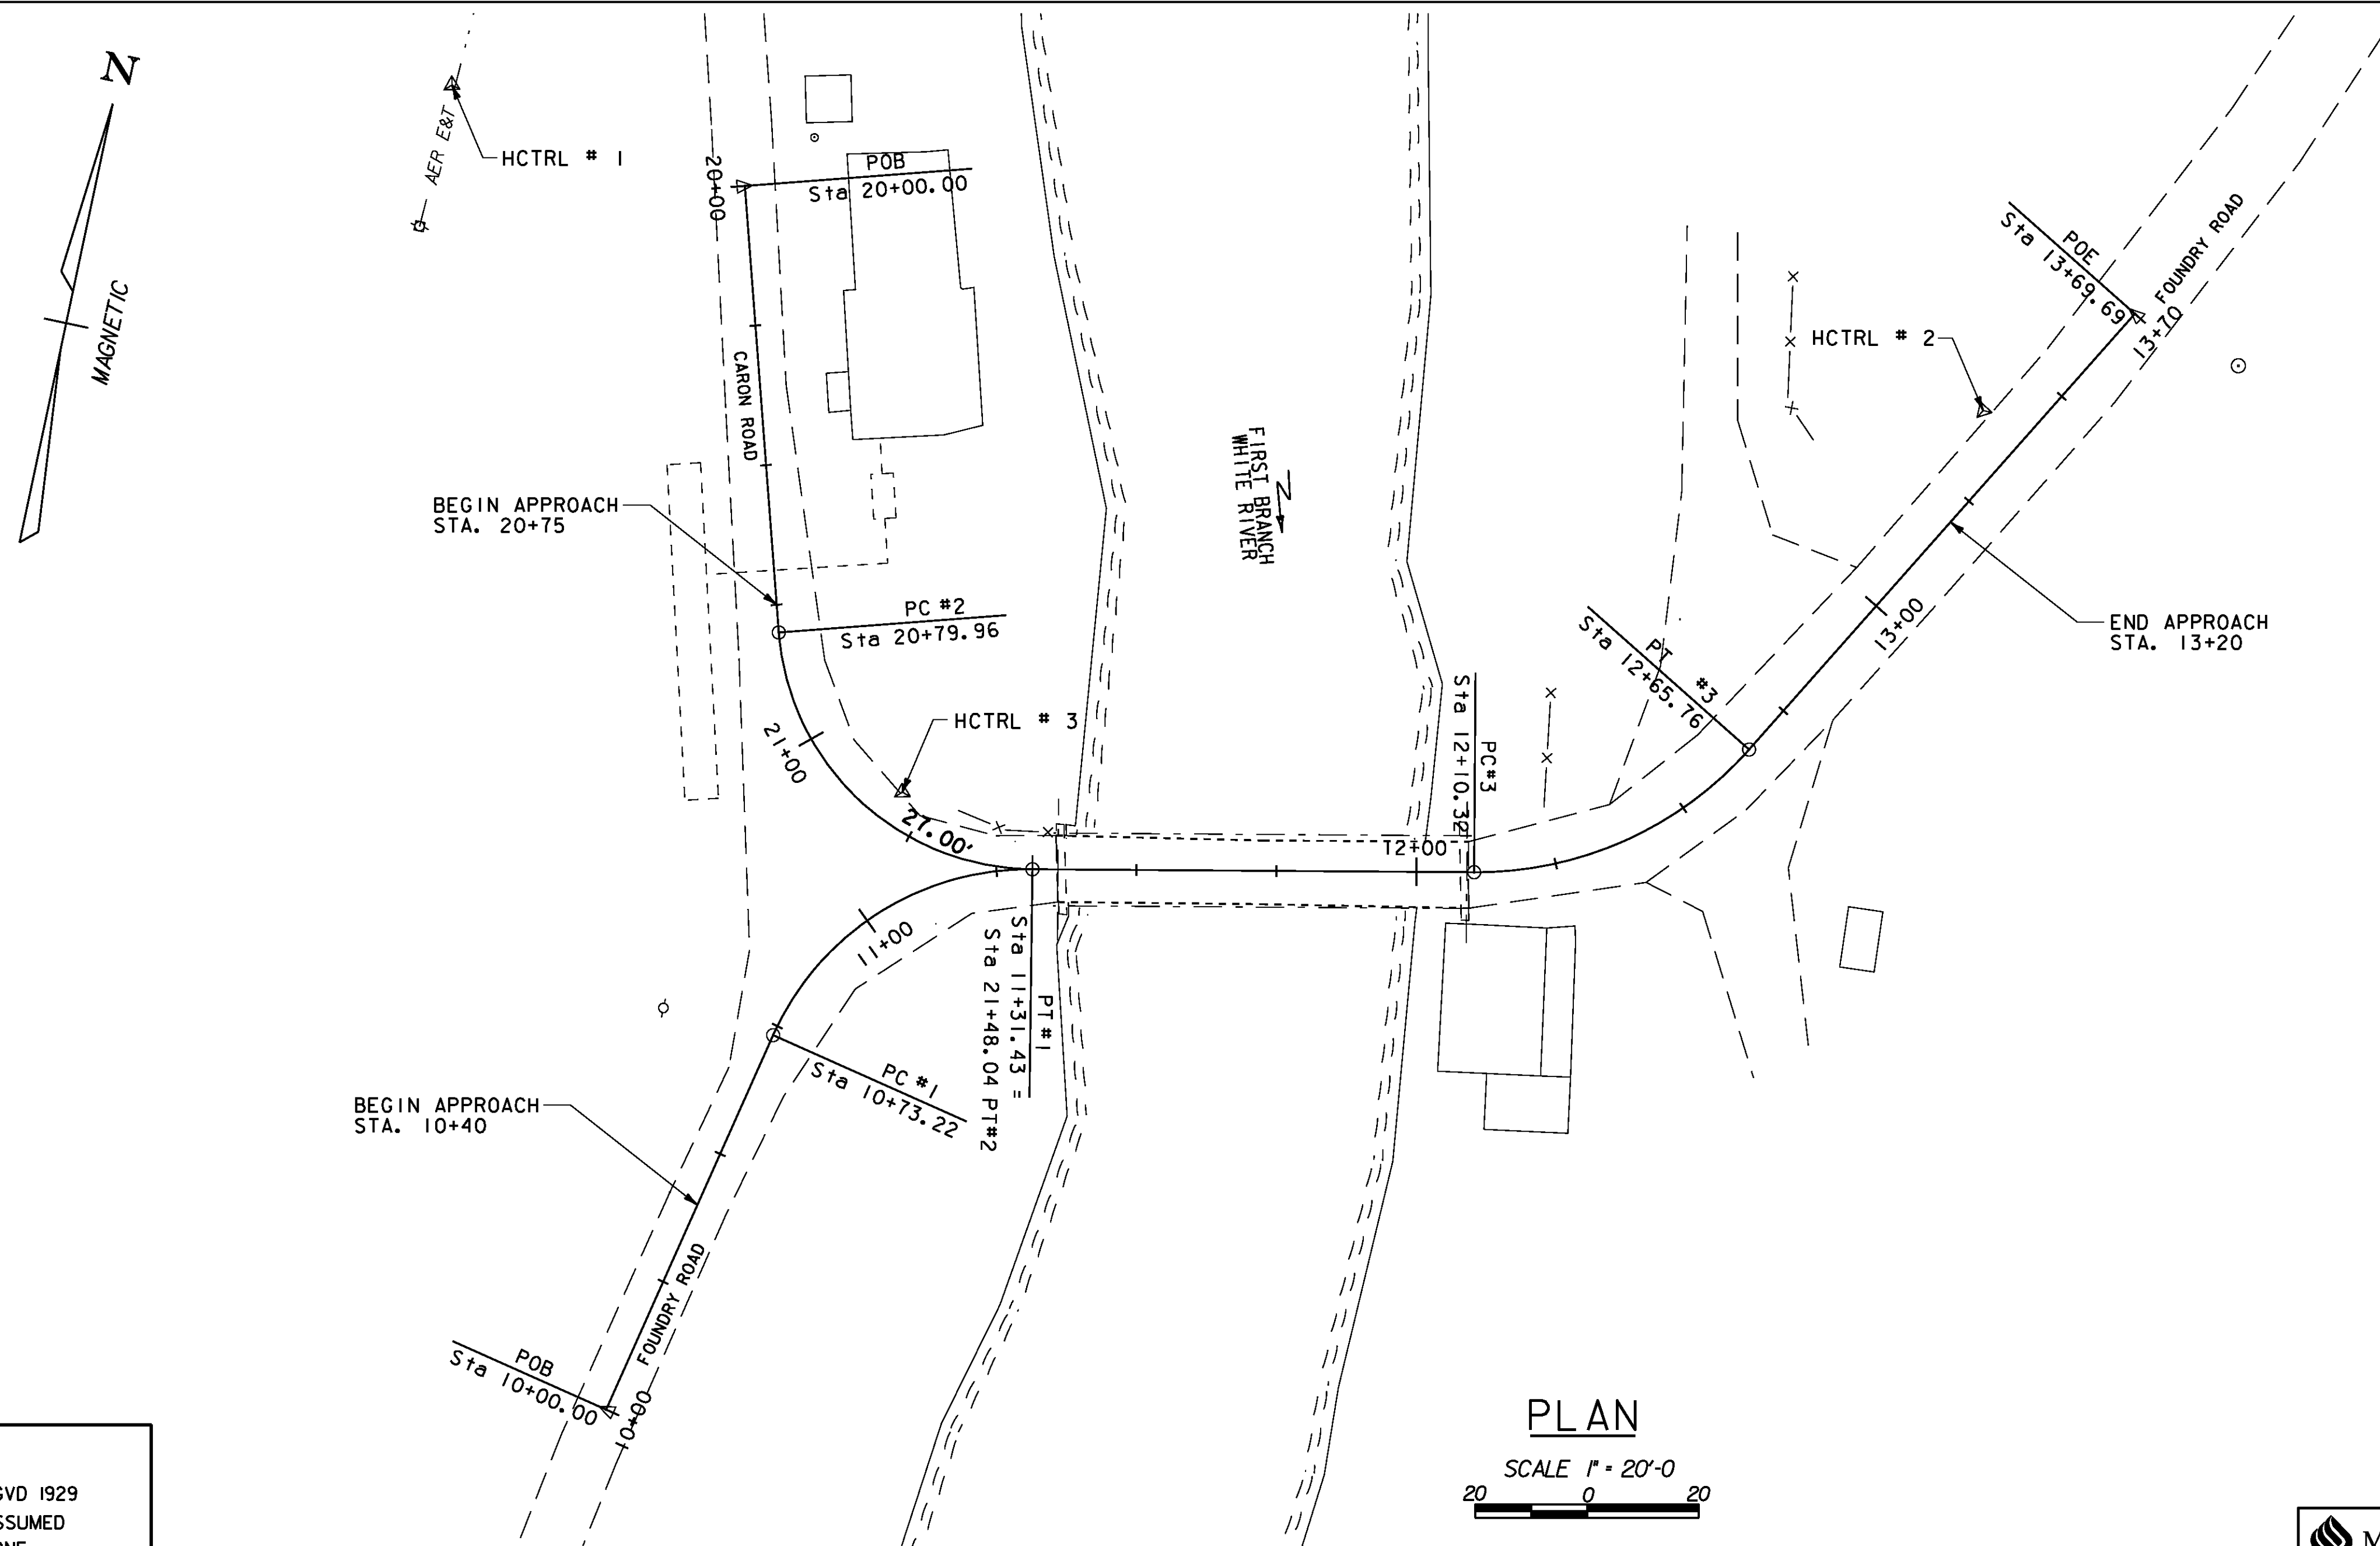 N
MAGNETIC
AER E&T
HCTRL # 1
20+00
POB
Sta 20+00.00
CARON ROAD
BEGIN APPROACH
STA. 20+75
PC #2
Sta 20+79.96
21+00
HCTRL # 3
27.00'
FIRST BRANCH
WHITE RIVER
POE
Sta 13+69.69
FOUNDRY ROAD
13+70
HCTRL # 2
END APPROACH
STA. 13+20
13+00
PT #3
Sta 12+65.76
PC#3
Sta 12+10.32
12+00
11+00
PT #1
Sta 11+31.43 =
Sta 21+48.04 PT#2
PC #1
Sta 10+73.22
BEGIN APPROACH
STA. 10+40
FOUNDRY ROAD
POB
Sta 10+00.00
10+00
PLAN
SCALE 1" = 20'-0
20 0 20
GVD 1929
SSUMED
M